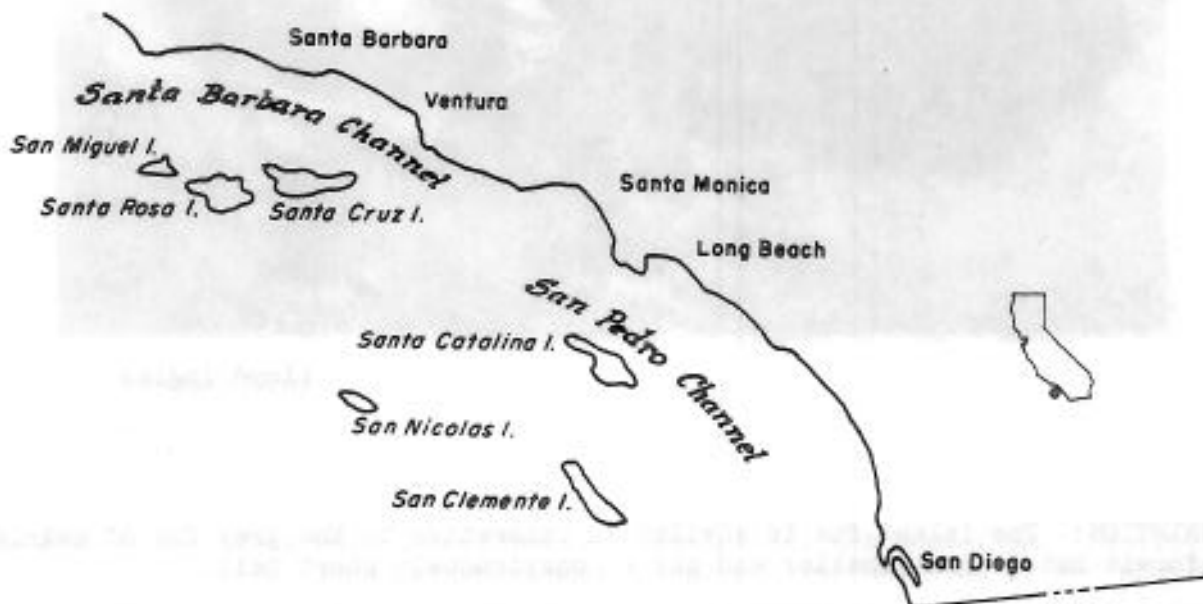 Santa Barbara
Santa Barbara Channel
Ventura
San Miguel I.
Santa Rosa I.
Santa Cruz I.
Santa Monica
Long Beach
San Pedro Channel
Santa Catalina I.
San Nicolas I.
San Clemente I.
San Diego